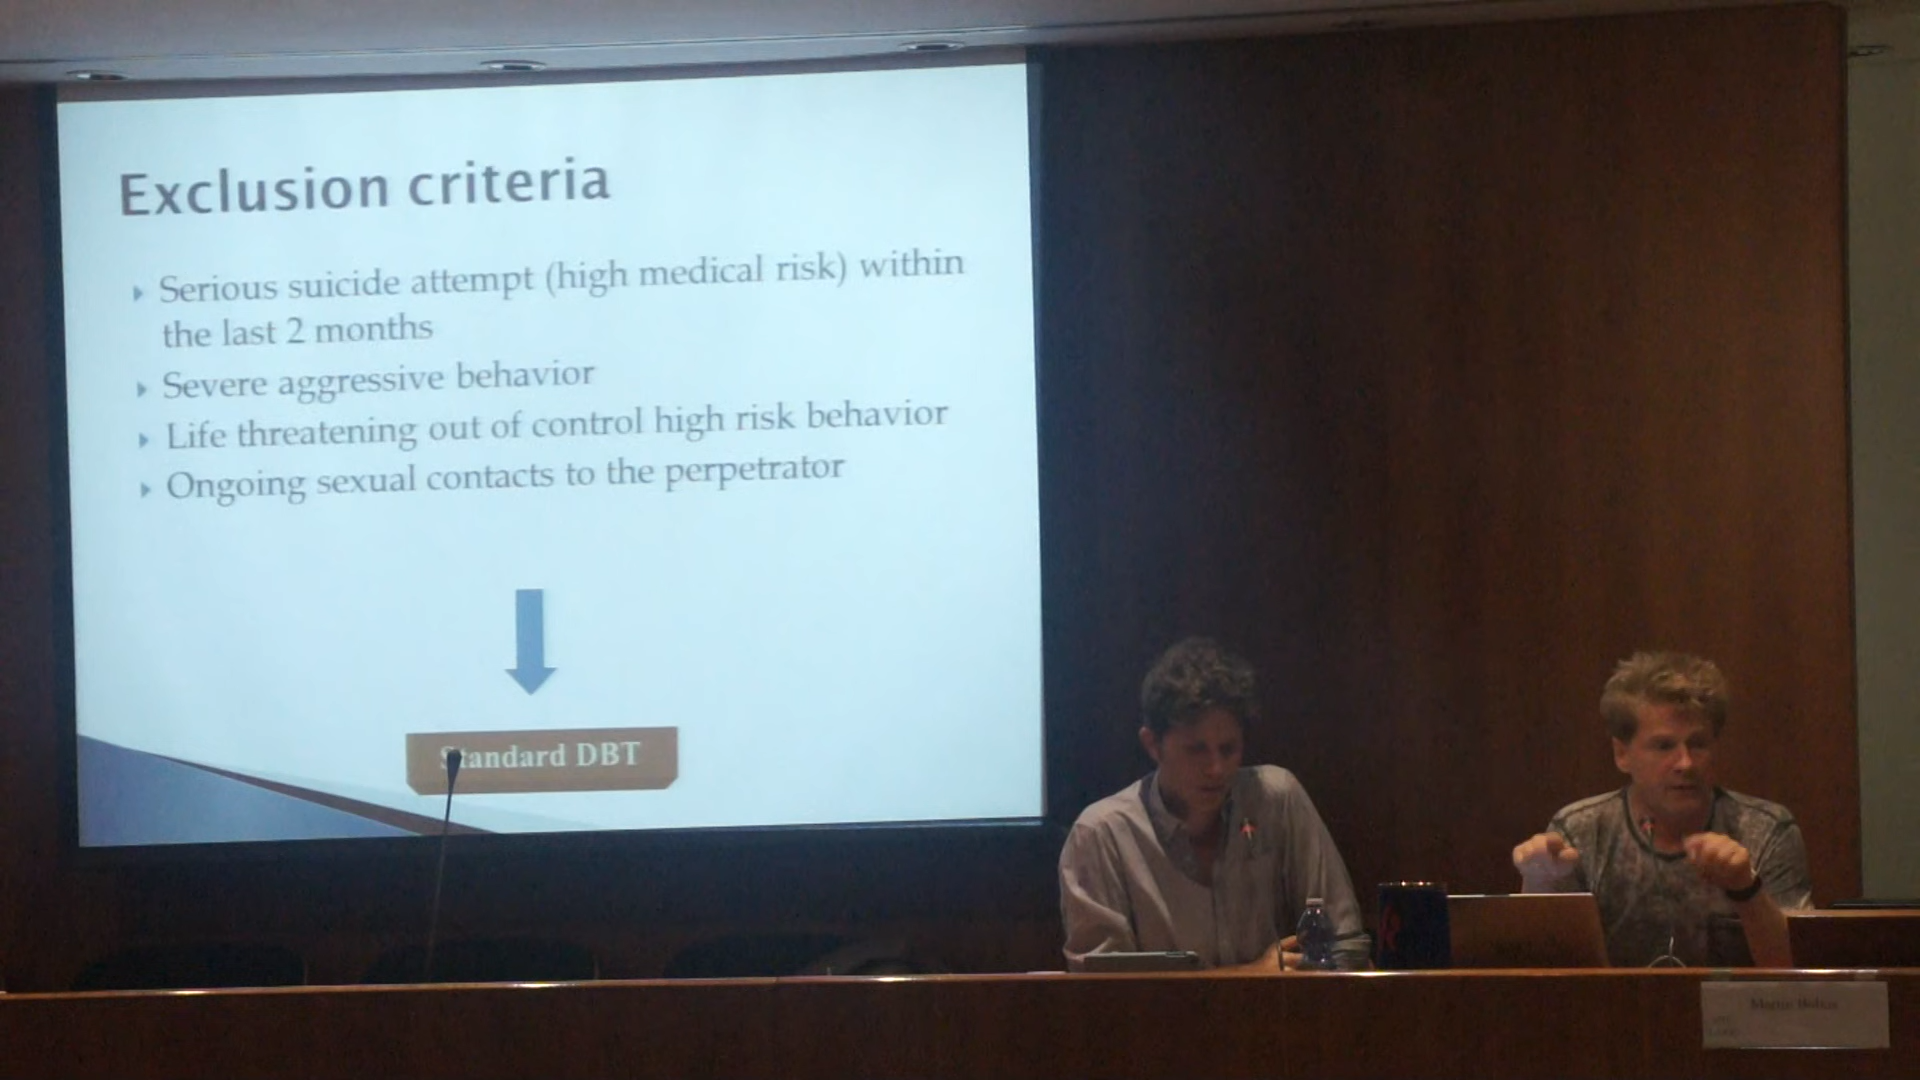 Exclusion criteria
Serious suicide attempt (high medical risk) within
the last 2 months
Severe aggressive behavior
Life threatening out of control high risk behavior
Ongoing sexual contacts to the perpetrator
Standard DBT
Martin